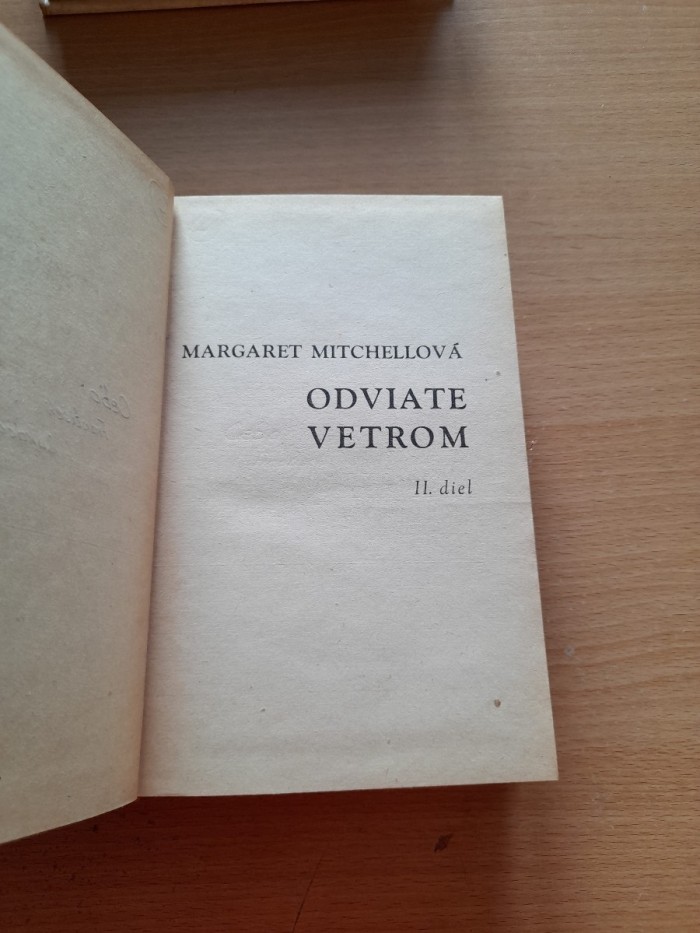 MARGARET MITCHELLOVÁ
ODVIATE
VETROM
II. diel